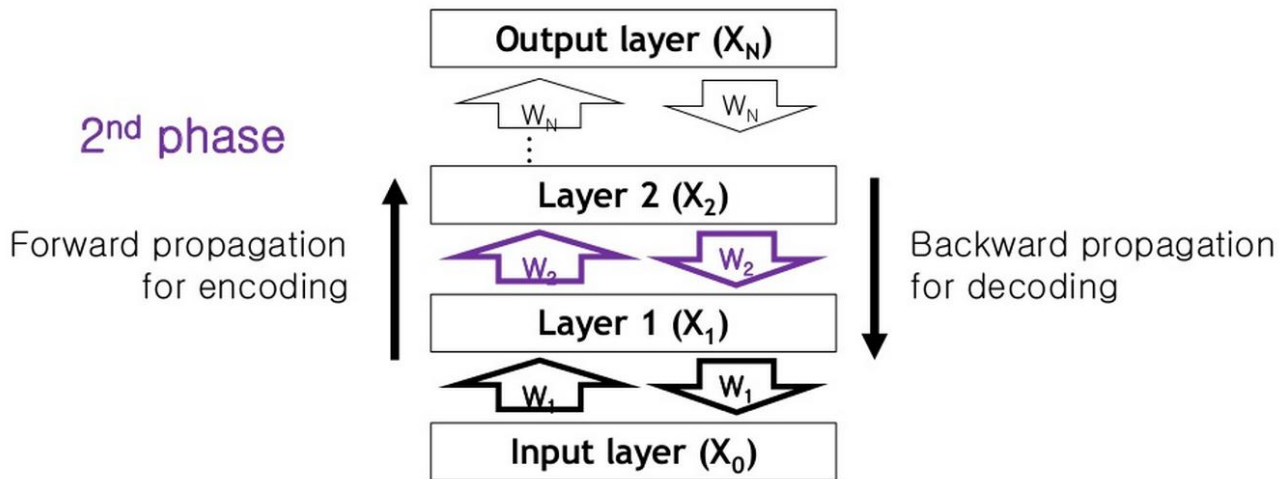 Output layer (X_N)
W_N
W_N
2nd phase
Layer 2 (X_2)
Forward propagation
for encoding
W_2
W_2
Backward propagation
for decoding
Layer 1 (X_1)
W_1
W_1
Input layer (X_0)